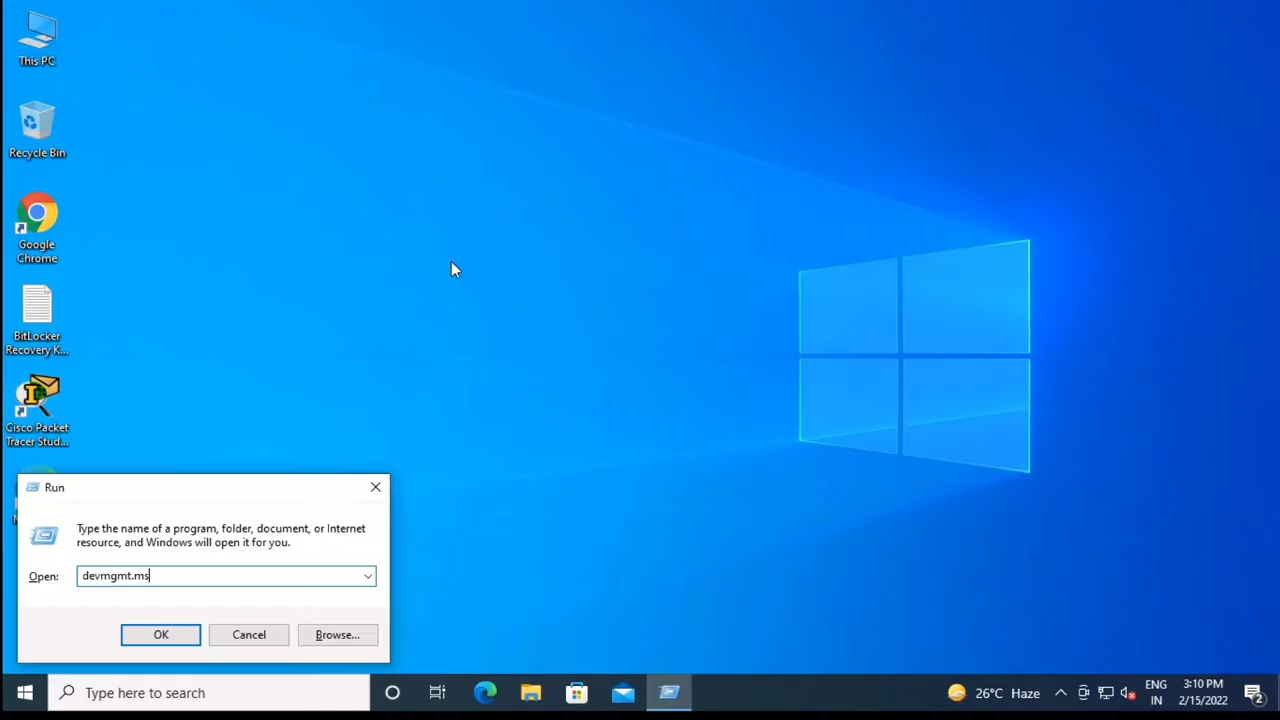 This PC
Recycle Bin
Google
Chrome
BitLocker
Recovery K...
Cisco Packet
Tracer Stud...
Run
Type the name of a program, folder, document, or Internet
resource, and Windows will open it for you.
Open:
devmgmt.ms
OK
Cancel
Browse...
Type here to search
26°C Haze
ENG
IN
3:10 PM
2/15/2022
2